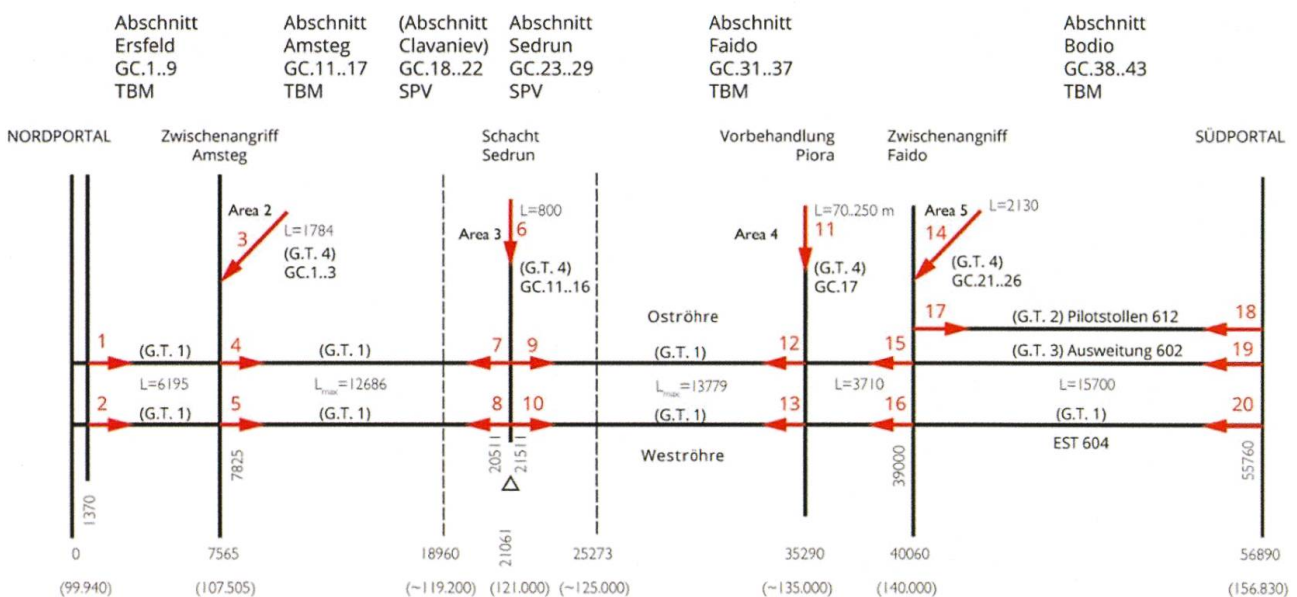 Abschnitt
Ersfeld
GC.1..9
TBM
Abschnitt
Amsteg
GC.11..17
TBM
(Abschnitt
Clavaniev)
GC.18..22
SPV
Abschnitt
Sedrun
GC.23..29
SPV
Abschnitt
Faido
GC.31..37
TBM
Abschnitt
Bodio
GC.38..43
TBM
NORDPORTAL
Zwischenangriff
Amsteg
Schacht
Sedrun
Vorbehandlung
Piora
Zwischenangniff
Faido
SÜDPORTAL
Area 2
3
L=1784
(G.T. 4)
GC.1..3
L=800
6
Area 3
(G.T. 4)
GC.11..16
L=70..250 m
11
Area 4
(G.T. 4)
GC.17
Area 5
L=2130
14
(G.T. 4)
GC.21..26
17
(G.T. 2) Pilotstollen 612
18
Oströhre
1
(G.T. 1)
4
(G.T. 1)
7
9
(G.T. 1)
12
15
(G.T. 3) Ausweitung 602
19
L=6195
Lmax=12686
Lmax=13779
L=3710
L=15700
2
(G.T. 1)
5
(G.T. 1)
8
10
(G.T. 1)
13
16
(G.T. 1)
20
EST 604
Weströhre
1370
7825
20511
21511
39000
55760
0
7565
18960
21061
25273
35290
40060
56890
(99.940)
(107.505)
(~119.200)
(121.000)
(~125.000)
(~135.000)
(140.000)
(156.830)